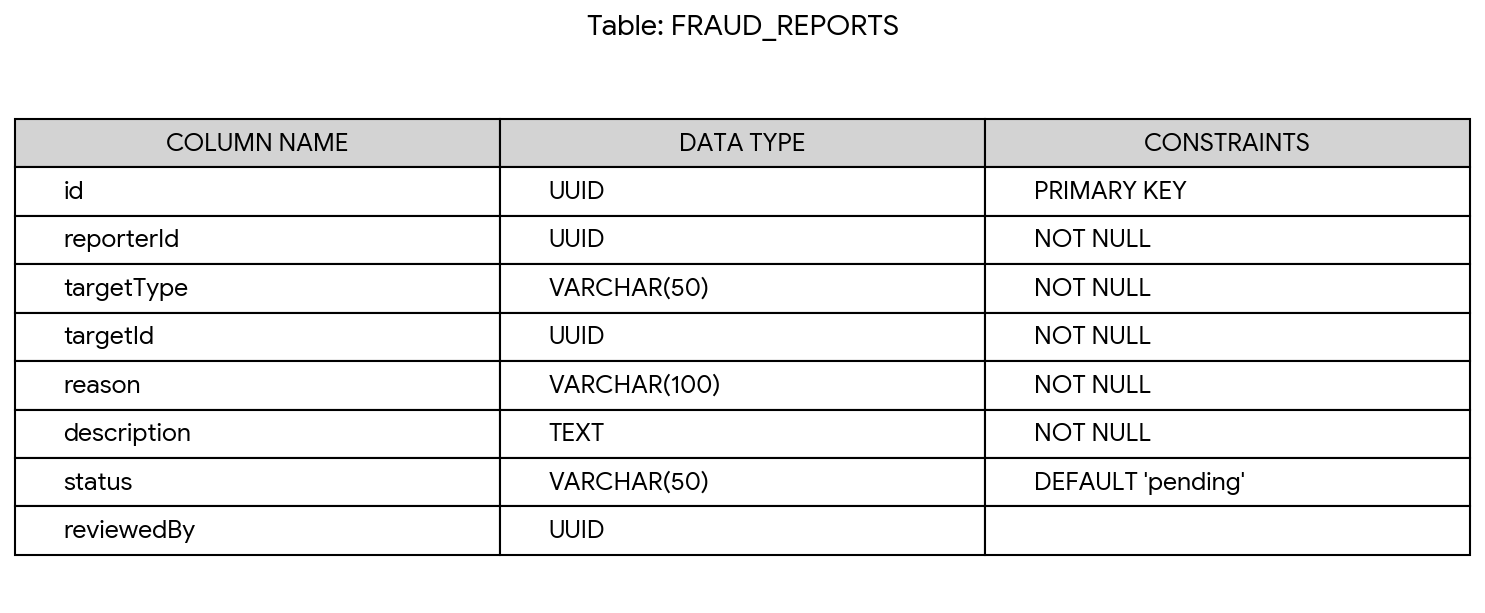 Table: FRAUD_REPORTS
COLUMN NAME DATA TYPE CONSTRAINTS
id UUID PRIMARY KEY
reporterId UUID NOT NULL
targetType VARCHAR(50) NOT NULL
targetId UUID NOT NULL
reason VARCHAR(100) NOT NULL
description TEXT NOT NULL
status VARCHAR(50) DEFAULT 'pending'
reviewedBy UUID